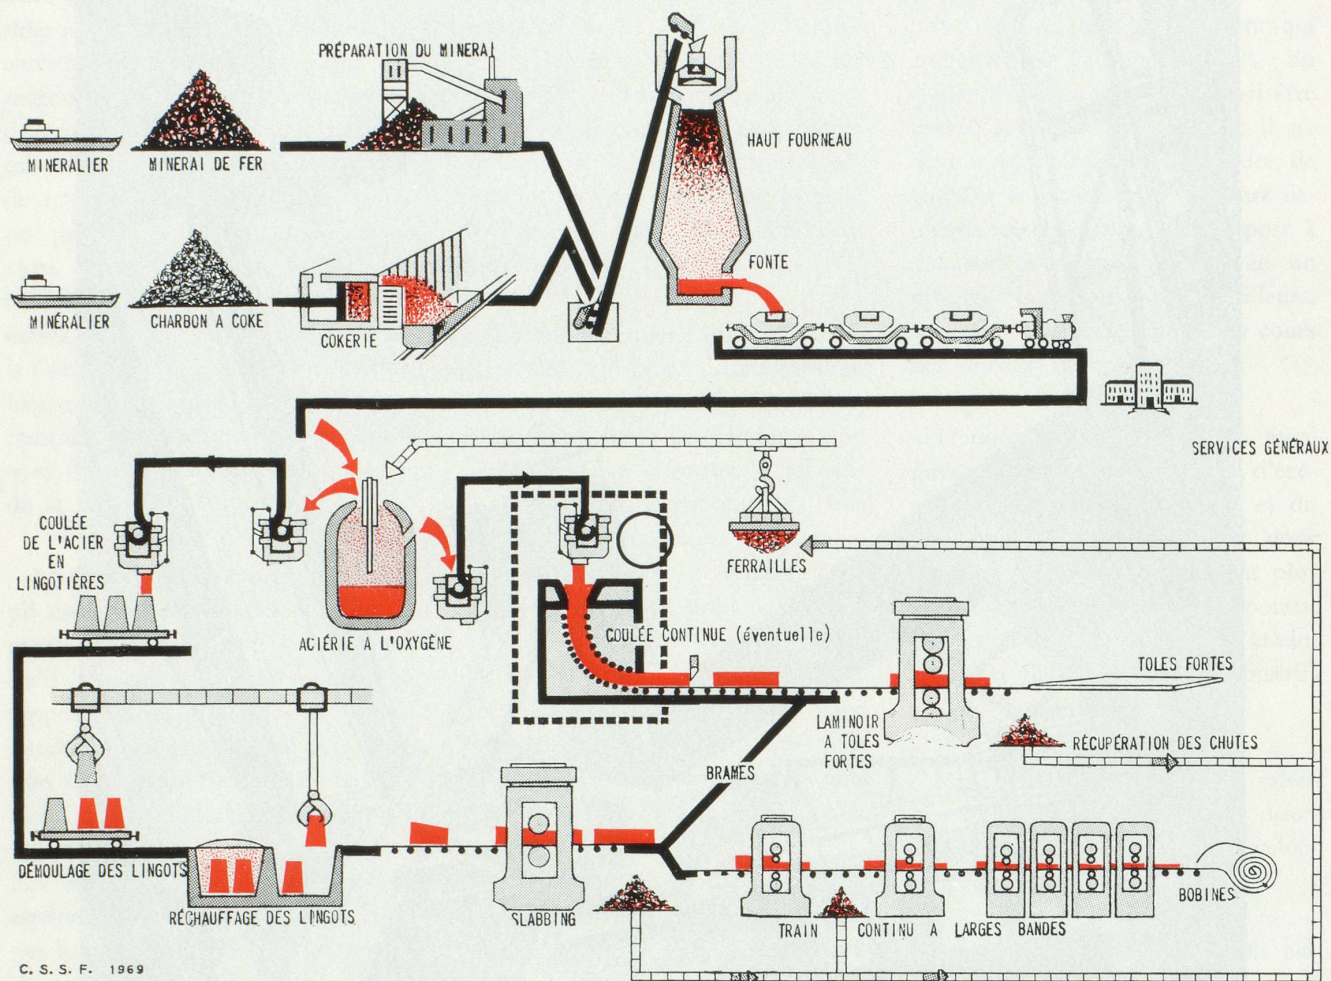 PRÉPARATION DU MINERAI
HAUT FOURNEAU
MINERALIER
MINERAI DE FER
FONTE
MINÉRALIER
CHARBON A COKE
COKERIE
SERVICES GÉNÉRAUX
COULÉE
DE L'ACIER
EN
LINGOTIÈRES
FERRAILLES
ACIÉRIE A L'OXYGÈNE
COULÉE CONTINUE (éventuelle)
TOLES FORTES
LAMINOIR
A TOLES
FORTES
RÉCUPÉRATION DES CHUTES
BRAMES
DÉMOULAGE DES LINGOTS
RÉCHAUFFAGE DES LINGOTS
SLABBING
TRAIN CONTINU A LARGES BANDES
BOBINES
C. S. S. F. 1969